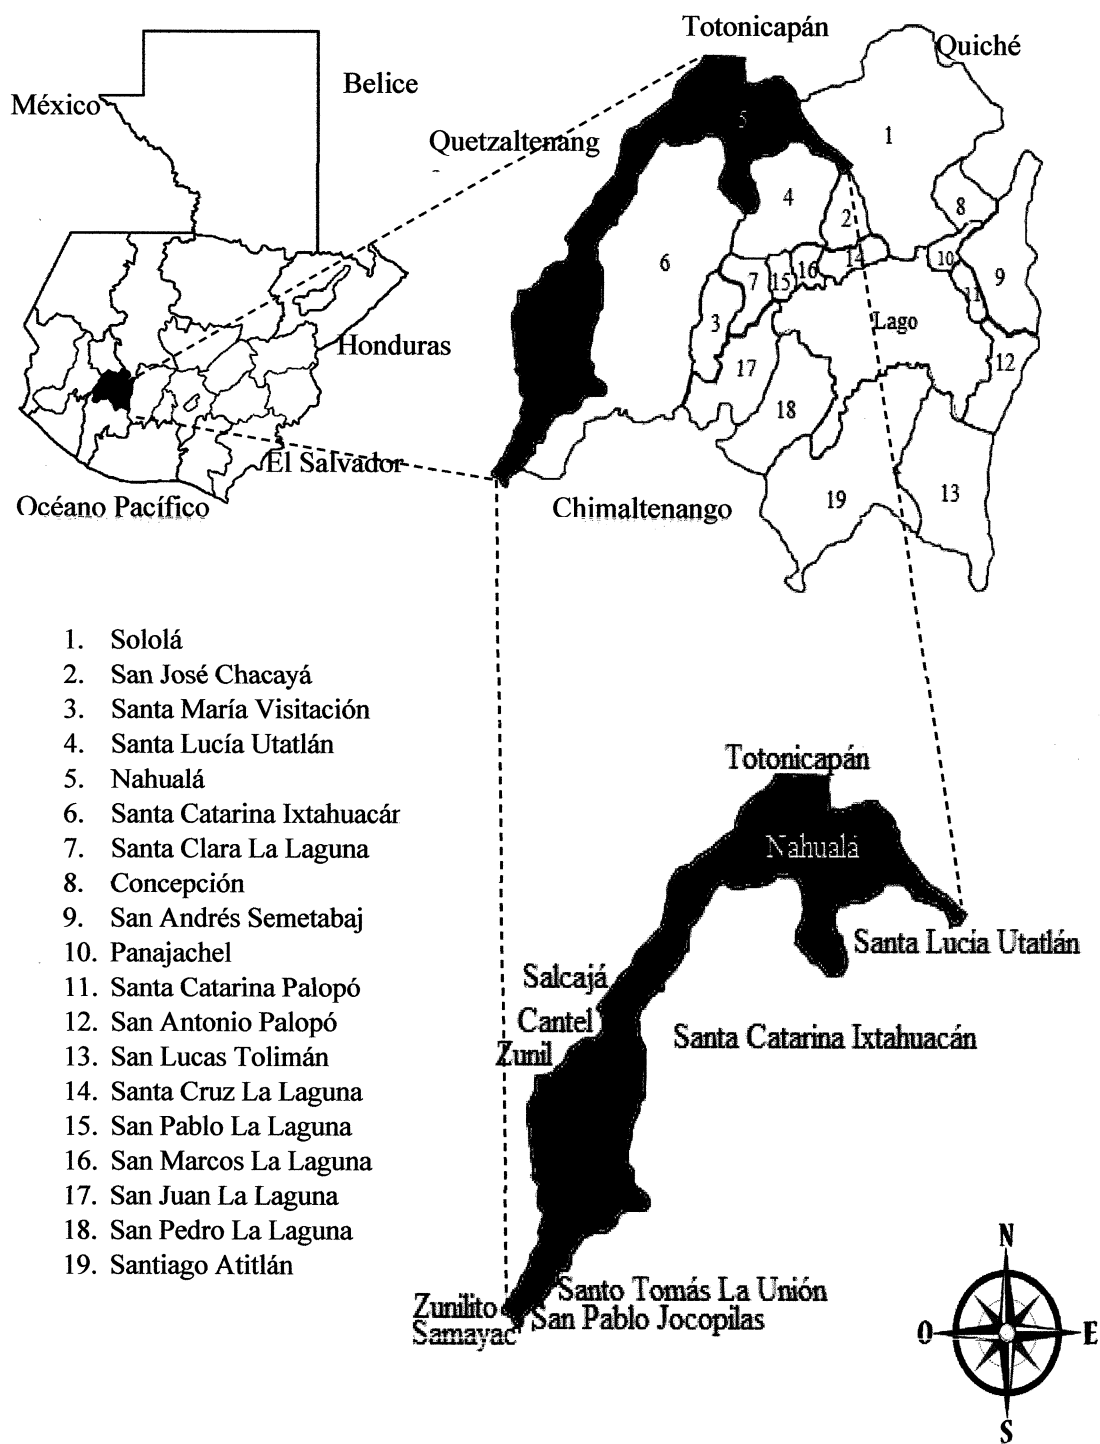 Totonicapán
Quiché
Belice
México
Quetzaltenang
5
1
4
2
8
6
14
10
7
15
16
9
11
3
Lago
Honduras
17
12
18
El Salvador
13
19
Océano Pacífico
Chimaltenango
1. Sololá
2. San José Chacayá
3. Santa María Visitación
4. Santa Lucía Utatlán
5. Nahualá
6. Santa Catarina Ixtahuacár
7. Santa Clara La Laguna
8. Concepción
9. San Andrés Semetabaj
10. Panajachel
11. Santa Catarina Palopó
12. San Antonio Palopó
13. San Lucas Tolimán
14. Santa Cruz La Laguna
15. San Pablo La Laguna
16. San Marcos La Laguna
17. San Juan La Laguna
18. San Pedro La Laguna
19. Santiago Atitlán
Totonicapán
Nahualá
Santa Lucia Utatlán
Salcajá
Cantel
Santa Catarina Ixtahuacán
Zunil
Santo Tomás La Unión
Zunilito
San Pablo Jocopilas
Samayac
N
O
E
S